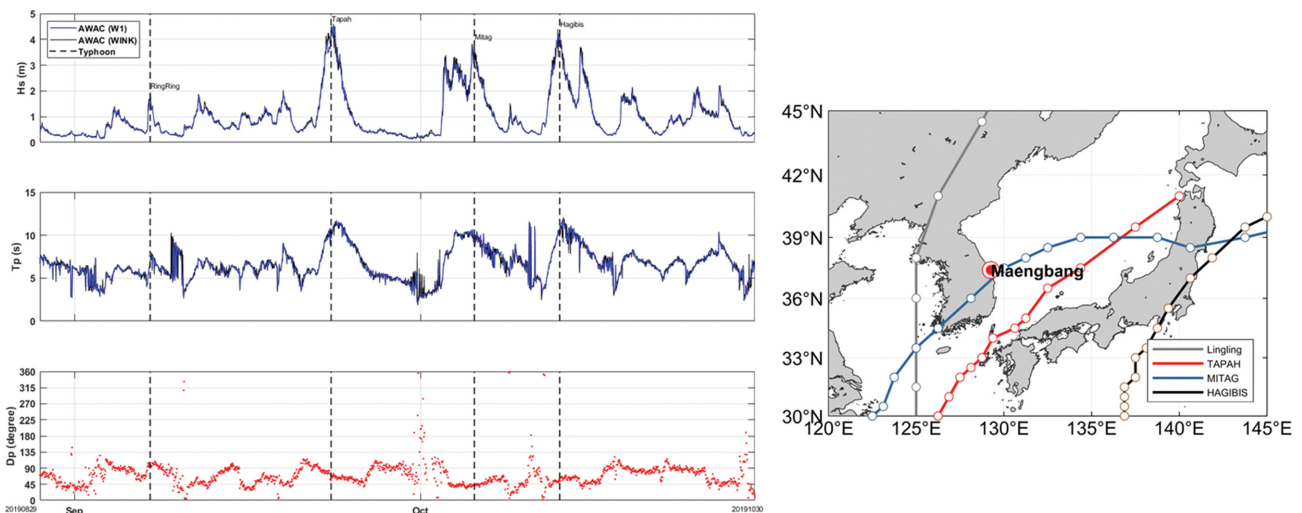 AWAC (W1)
AWAC (WINK)
Typhoon
RingRing
Tapah
Mitag
Hagibis
Hs (m)
5
4
3
2
1
0
Tp (s)
15
10
5
0
Dp (degree)
360
315
270
225
180
135
90
45
0
20190829
Sep
Oct
20191030
45°N
42°N
39°N
36°N
33°N
30°N
Maengbang
Lingling
TAPAH
MITAG
HAGIBIS
120°E
125°E
130°E
135°E
140°E
145°E